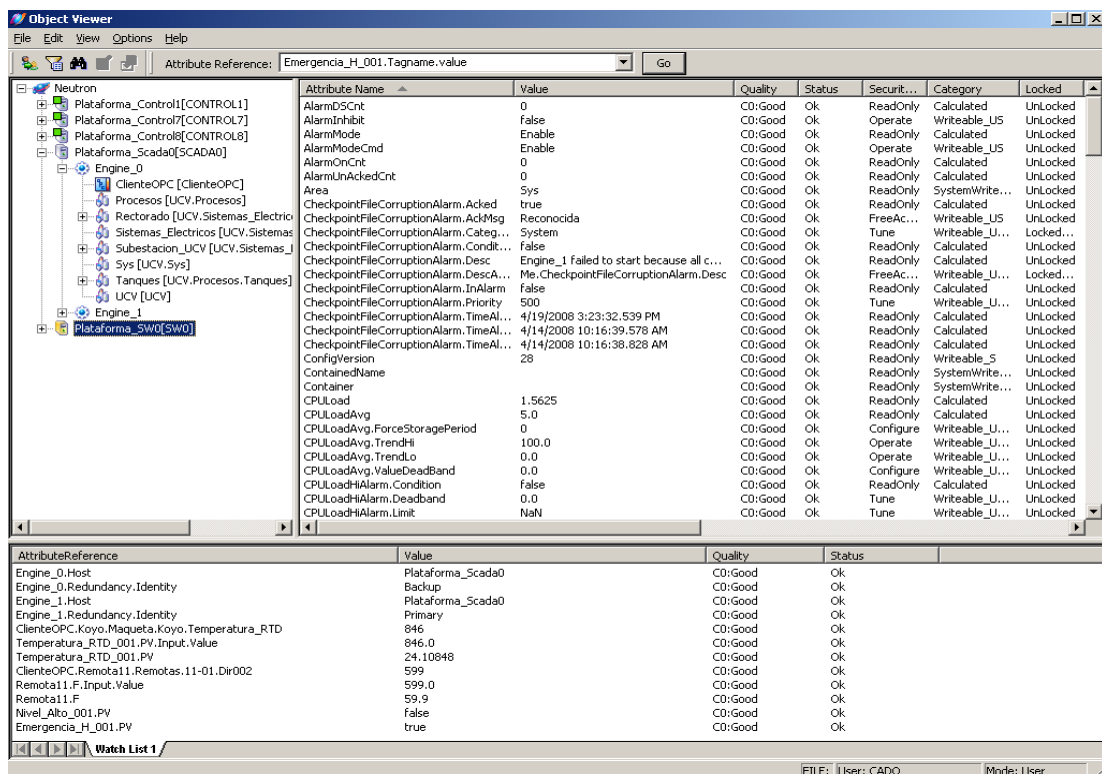 Object Viewer
File Edit View Options Help
Attribute Reference: Emergencia_H_001.Tagname.value Go
Neutron
Plataforma_Control1[CONTROL1]
Plataforma_Control7[CONTROL7]
Plataforma_Control8[CONTROL8]
Plataforma_Scada0[SCADA0]
Engine_0
ClienteOPC [ClienteOPC]
Procesos [UCV.Procesos]
Rectorado [UCV.Sistemas_Electric
Sistemas_Electricos [UCV.Sistemas
Subestacion_UCV [UCV.Sistemas_
Sys [UCV.Sys]
Tanques [UCV.Procesos.Tanques]
UCV [UCV]
Engine_1
Plataforma_SW0[SW0]
Attribute Name Value Quality Status Securit... Category Locked
AlarmDSCnt 0 C0:Good Ok ReadOnly Calculated UnLocked
AlarmInhibit false C0:Good Ok Operate Writeable_US UnLocked
AlarmMode Enable C0:Good Ok ReadOnly Calculated UnLocked
AlarmModeCmd Enable C0:Good Ok Operate Writeable_US UnLocked
AlarmOnCnt 0 C0:Good Ok ReadOnly Calculated UnLocked
AlarmUnAckedCnt 0 C0:Good Ok ReadOnly Calculated UnLocked
Area Sys C0:Good Ok ReadOnly SystemWrite... UnLocked
CheckpointFileCorruptionAlarm.Acked true C0:Good Ok ReadOnly Calculated UnLocked
CheckpointFileCorruptionAlarm.AckMsg Reconocida C0:Good Ok FreeAc... Writeable_US UnLocked
CheckpointFileCorruptionAlarm.Categ... System C0:Good Ok Tune Writeable_U... Locked...
CheckpointFileCorruptionAlarm.Condit... false C0:Good Ok ReadOnly Calculated UnLocked
CheckpointFileCorruptionAlarm.Desc Engine_1 failed to start because all c... C0:Good Ok ReadOnly Calculated UnLocked
CheckpointFileCorruptionAlarm.DescA... Me.CheckpointFileCorruptionAlarm.Desc C0:Good Ok FreeAc... Writeable_U... Locked...
CheckpointFileCorruptionAlarm.InAlarm false C0:Good Ok ReadOnly Calculated UnLocked
CheckpointFileCorruptionAlarm.Priority 500 C0:Good Ok Tune Writeable_U... UnLocked
CheckpointFileCorruptionAlarm.TimeAl... 4/19/2008 3:23:32.539 PM C0:Good Ok ReadOnly Calculated UnLocked
CheckpointFileCorruptionAlarm.TimeAl... 4/14/2008 10:16:39.578 AM C0:Good Ok ReadOnly Calculated UnLocked
CheckpointFileCorruptionAlarm.TimeAl... 4/14/2008 10:16:38.828 AM C0:Good Ok ReadOnly Calculated UnLocked
ConfigVersion 28 C0:Good Ok ReadOnly Writeable_S UnLocked
ContainedName C0:Good Ok ReadOnly SystemWrite... UnLocked
Container C0:Good Ok ReadOnly SystemWrite... UnLocked
CPULoad 1.5625 C0:Good Ok ReadOnly Calculated UnLocked
CPULoadAvg 5.0 C0:Good Ok ReadOnly Calculated UnLocked
CPULoadAvg.ForceStoragePeriod 0 C0:Good Ok Configure Writeable_U... UnLocked
CPULoadAvg.TrendHi 100.0 C0:Good Ok Operate Writeable_U... UnLocked
CPULoadAvg.TrendLo 0.0 C0:Good Ok Operate Writeable_U... UnLocked
CPULoadAvg.ValueDeadBand 0.0 C0:Good Ok Configure Writeable_U... UnLocked
CPULoadHiAlarm.Condition false C0:Good Ok ReadOnly Calculated UnLocked
CPULoadHiAlarm.Deadband 0.0 C0:Good Ok Tune Writeable_U... UnLocked
CPULoadHiAlarm.Limit NaN C0:Good Ok Tune Writeable_U... UnLocked
AttributeReference Value Quality Status
Engine_0.Host Plataforma_Scada0 C0:Good Ok
Engine_0.Redundancy.Identity Backup C0:Good Ok
Engine_1.Host Plataforma_Scada0 C0:Good Ok
Engine_1.Redundancy.Identity Primary C0:Good Ok
ClienteOPC.Koyo.Maqueta.Koyo.Temperatura_RTD 846 C0:Good Ok
Temperatura_RTD_001.PV.Input.Value 846.0 C0:Good Ok
Temperatura_RTD_001.PV 24.10848 C0:Good Ok
ClienteOPC.Remota11.Remotas.11-01.Dir002 599 C0:Good Ok
Remota11.F.Input.Value 599.0 C0:Good Ok
Remota11.F 59.9 C0:Good Ok
Nivel_Alto_001.PV false C0:Good Ok
Emergencia_H_001.PV true C0:Good Ok
Watch List 1
FILE: User: CADO Mode: User